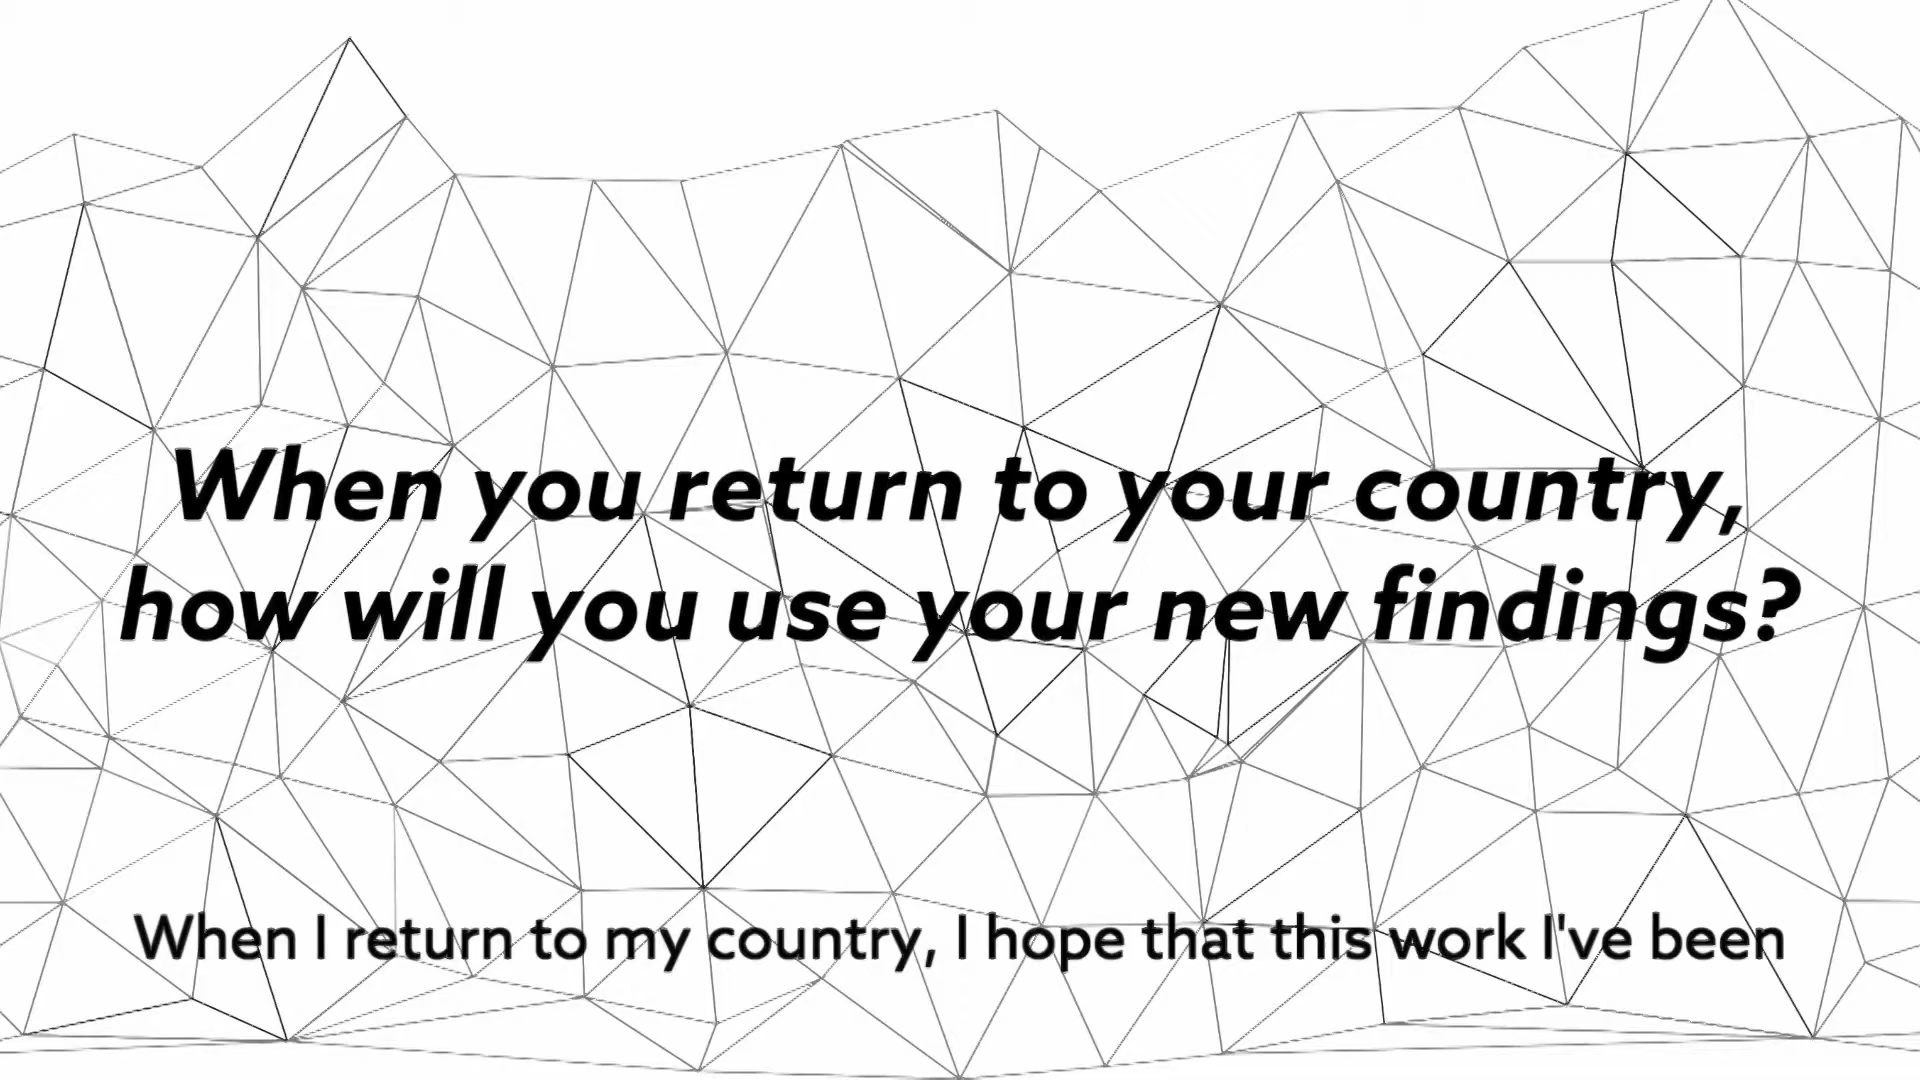 When you return to your country,
how will you use your new findings?
When I return to my country, I hope that this work I've been